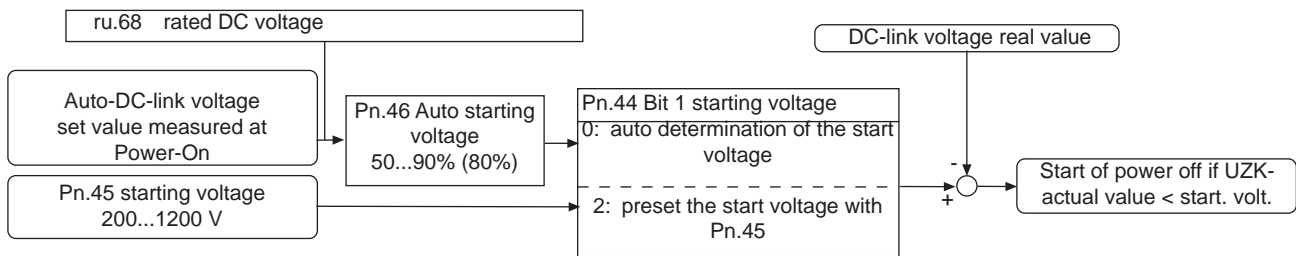 ru.68 rated DC voltage
DC-link voltage real value
Auto-DC-link voltage
set value measured at
Power-On
Pn.46 Auto starting
voltage
50...90% (80%)
Pn.44 Bit 1 starting voltage
0: auto determination of the start
voltage
2: preset the start voltage with
Pn.45
Pn.45 starting voltage
200...1200 V
-
+
Start of power off if UZK-
actual value < start. volt.